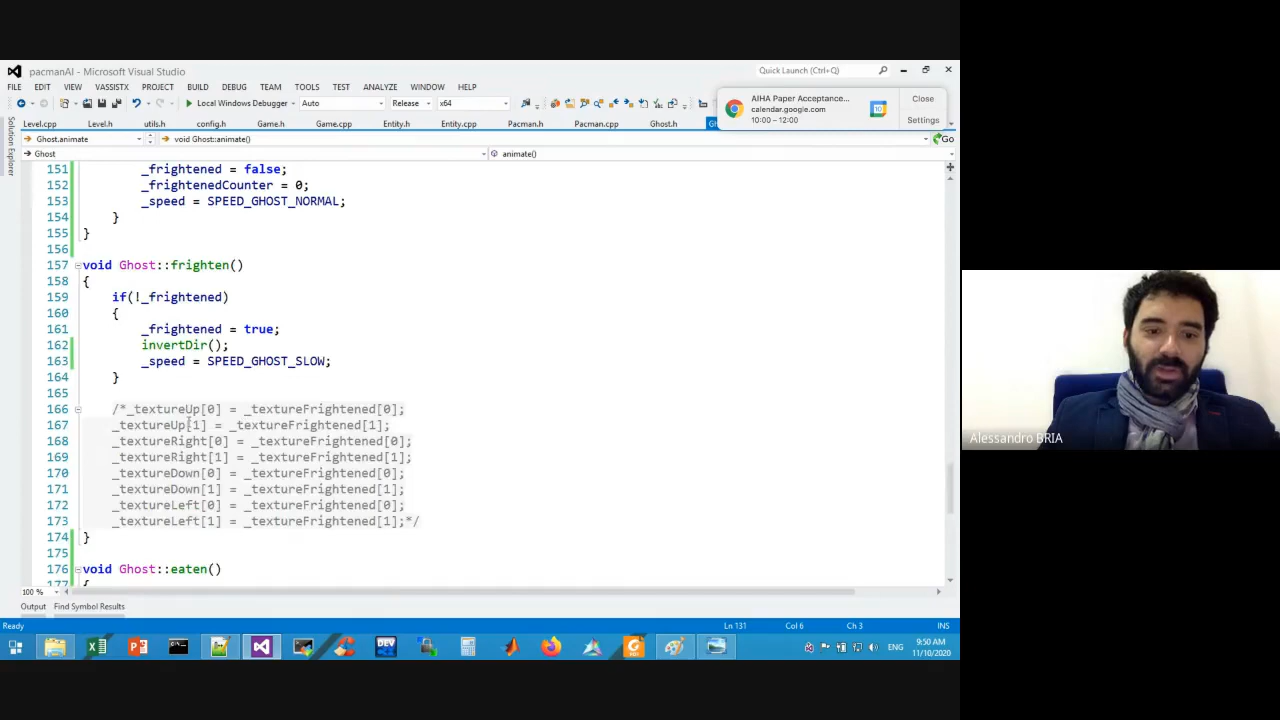 pacmanAI - Microsoft Visual Studio
Quick Launch (Ctrl+Q)
FILE EDIT VIEW VASSISTX PROJECT BUILD DEBUG TEAM TOOLS TEST ANALYZE WINDOW HELP
AIHA Paper Acceptance...
calendar.google.com
10:00 – 12:00
Close
Settings
Local Windows Debugger Auto Release x64
Level.cpp Level.h utils.h config.h Game.h Game.cpp Entity.h Entity.cpp Pacman.h Pacman.cpp Ghost.h
Ghost.animate void Ghost::animate() Go
Ghost animate()
Solution Explorer
151 _frightened = false;
152 _frightenedCounter = 0;
153 _speed = SPEED_GHOST_NORMAL;
154 }
155 }
156
157 void Ghost::frighten()
158 {
159 if(!_frightened)
160 {
161 _frightened = true;
162 invertDir();
163 _speed = SPEED_GHOST_SLOW;
164 }
165
166 /*_textureUp[0] = _textureFrightened[0];
167 _textureUp[1] = _textureFrightened[1];
168 _textureRight[0] = _textureFrightened[0];
169 _textureRight[1] = _textureFrightened[1];
170 _textureDown[0] = _textureFrightened[0];
171 _textureDown[1] = _textureFrightened[1];
172 _textureLeft[0] = _textureFrightened[0];
173 _textureLeft[1] = _textureFrightened[1];*/
174 }
175
176 void Ghost::eaten()
177 {
100 %
Output Find Symbol Results
Ready Ln 131 Col 6 Ch 3 INS
DEV
ENG
9:50 AM
11/10/2020
Alessandro BRIA